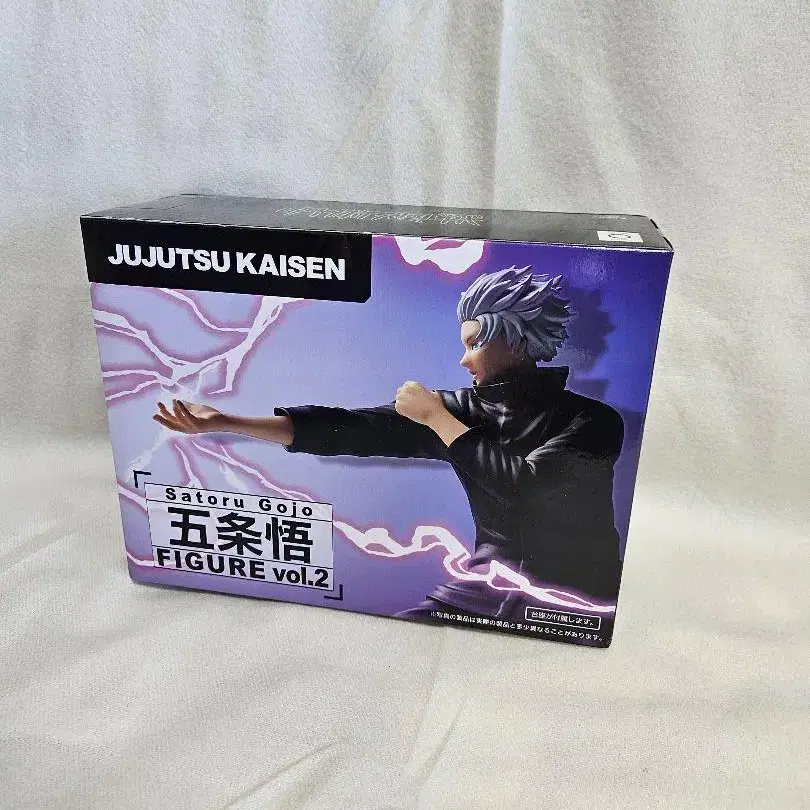 JUJUTSU KAISEN
Satoru Gojo
五条悟
FIGURE vol.2
台座が付属します。
※写真の製品は実際の製品と多少異なることがあります。